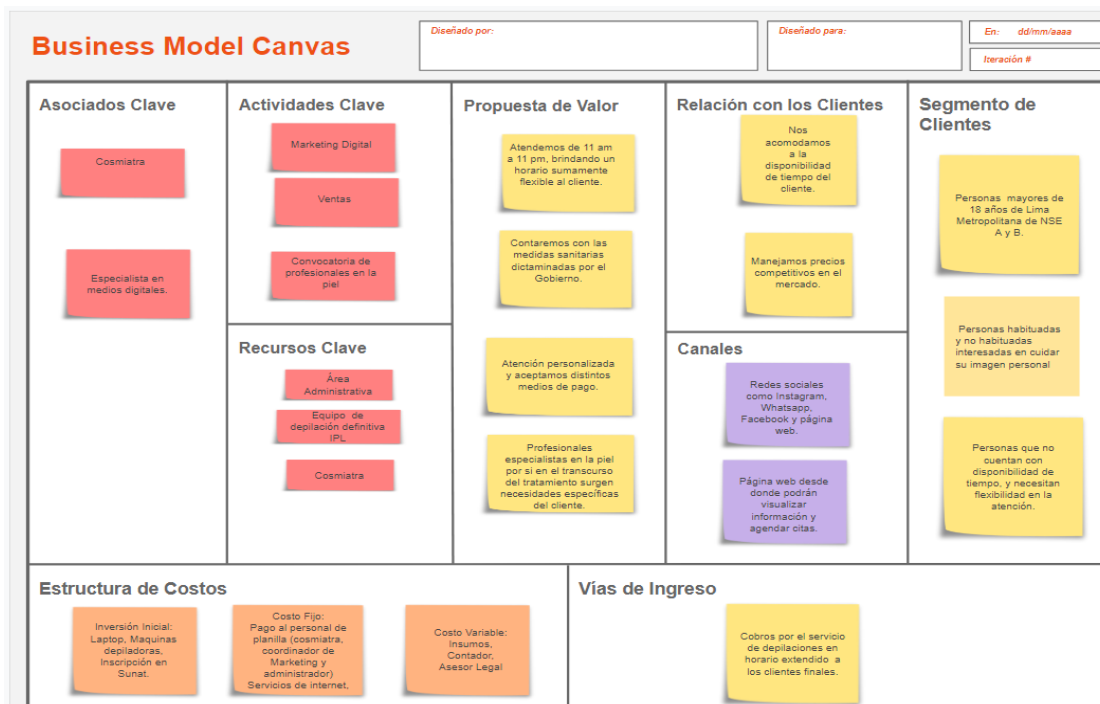 Business Model Canvas
Diseñado por:
Diseñado para:
En: dd/mm/aaaa
Iteración #
Asociados Clave
Cosmiatra
Especialista en
medios digitales.
Actividades Clave
Marketing Digital
Ventas
Convocatoria de
profesionales en la
piel
Recursos Clave
Área
Administrativa
Equipo de
depilación definitiva
IPL
Cosmiatra
Propuesta de Valor
Atendemos de 11 am
a 11 pm, brindando un
horario sumamente
flexible al cliente.
Contaremos con las
medidas sanitarias
dictaminadas por el
Gobierno.
Atención personalizada
y aceptamos distintos
medios de pago.
Profesionales
especialistas en la piel
por si en el transcurso
del tratamiento surgen
necesidades específicas
del cliente.
Relación con los Clientes
Nos
acomodamos
a la
disponibilidad
de tiempo del
cliente.
Manejamos precios
competitivos en el
mercado.
Canales
Redes sociales
como Instagram,
Whatsapp,
Facebook y página
web.
Página web desde
donde podrán
visualizar
información y
agendar citas.
Segmento de
Clientes
Personas mayores de
18 años de Lima
Metropolitana de NSE
A y B.
Personas habituadas
y no habituadas
interesadas en cuidar
su imagen personal
Personas que no
cuentan con
disponibilidad de
tiempo, y necesitan
flexibilidad en la
atención.
Estructura de Costos
Inversión Inicial:
Laptop, Maquinas
depiladoras,
Inscripción en
Sunat.
Costo Fijo:
Pago al personal de
planilla (cosmiatra,
coordinador de
Marketing y
administrador)
Servicios de internet,
Costo Variable:
Insumos,
Contador,
Asesor Legal
Vías de Ingreso
Cobros por el servicio
de depilaciones en
horario extendido a
los clientes finales.